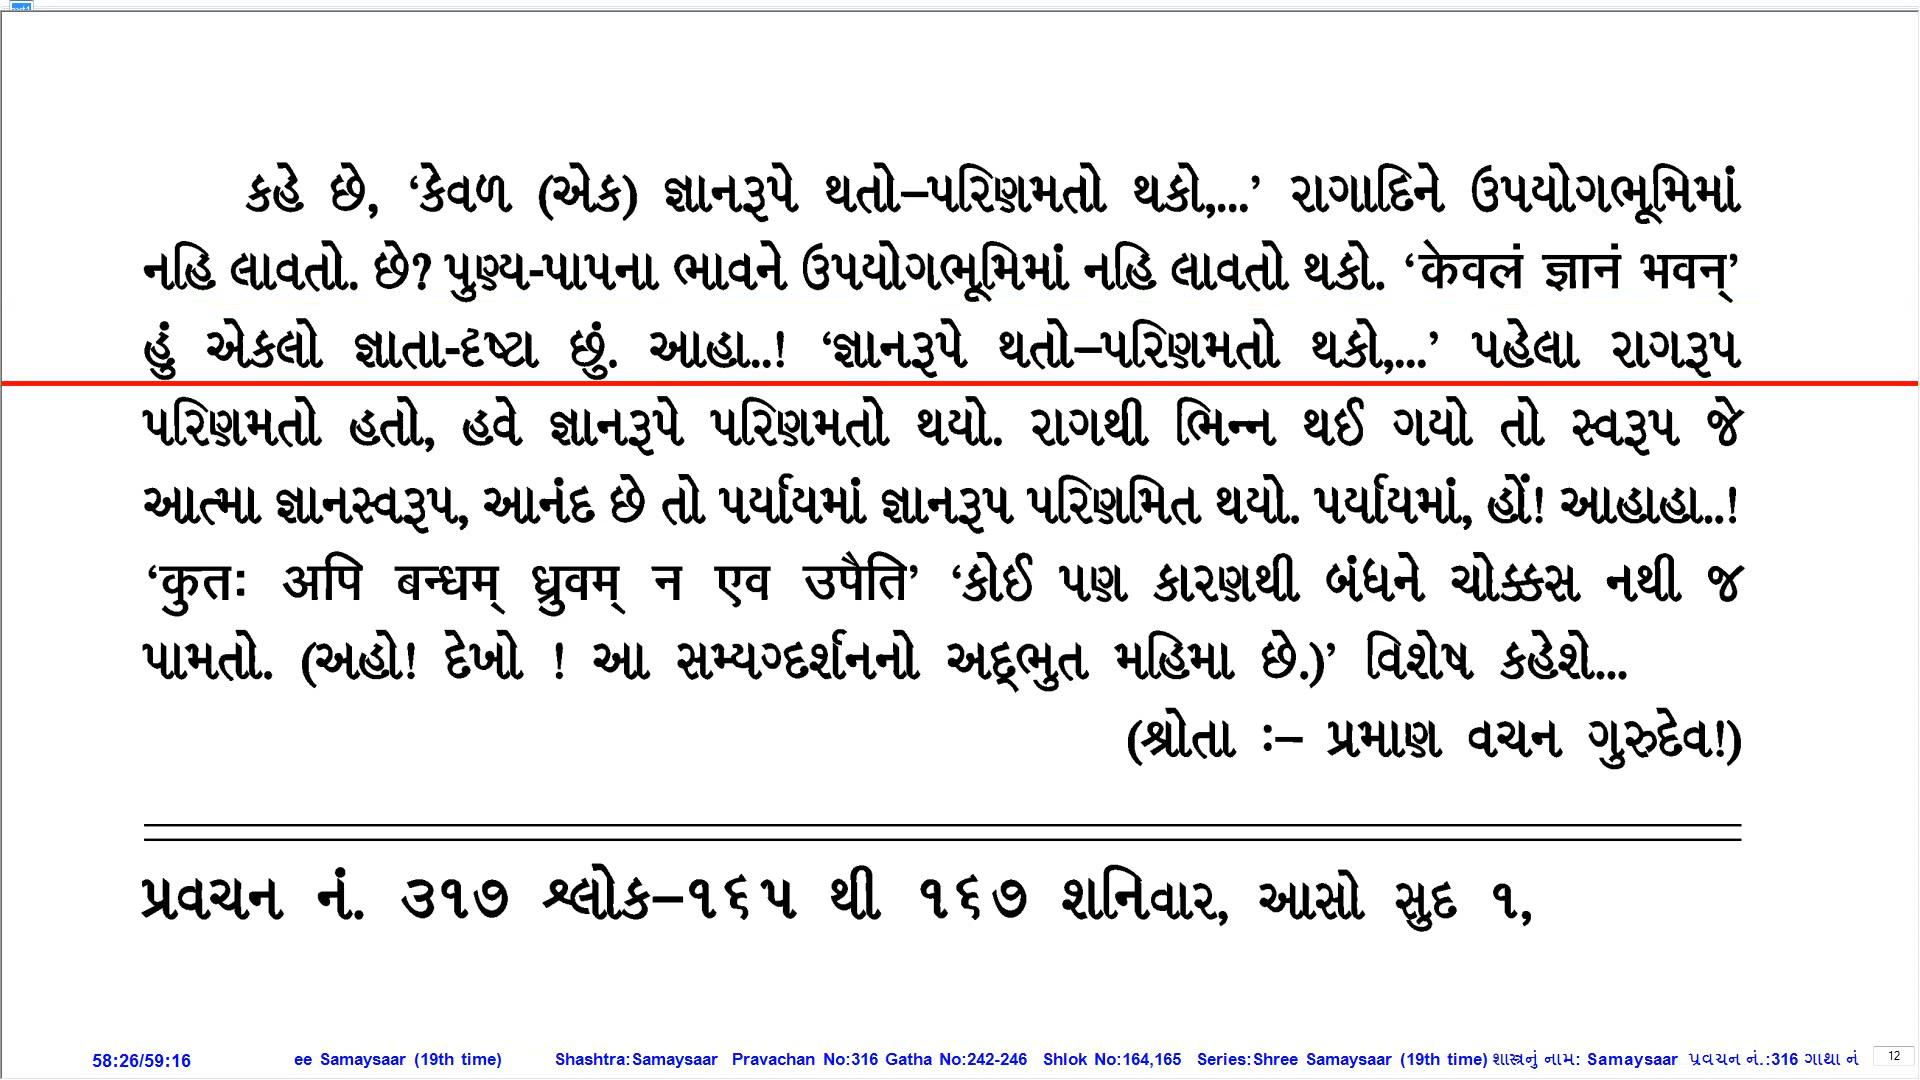 કહે છે, ‘કેવળ (એક) જ્ઞાનરૂપે થતો–પરિણમતો થકો,...’ રાગાદિને ઉપયોગભૂમિમાં
નહિ લાવતો. છે? પુણ્ય-પાપના ભાવને ઉપયોગભૂમિમાં નહિ લાવતો થકો. ‘केवलं ज्ञानं भवन्’
હું એકલો જ્ઞાતા-દૃષ્ટા છું. આહા..! ‘જ્ઞાનરૂપે થતો–પરિણમતો થકો,...’ પહેલા રાગરૂપ
પરિણમતો હતો, હવે જ્ઞાનરૂપે પરિણમતો થયો. રાગથી ભિન્ન થઈ ગયો તો સ્વરૂપ જે
આત્મા જ્ઞાનસ્વરૂપ, આનંદ છે તો પર્યાયમાં જ્ઞાનરૂપ પરિણમિત થયો. પર્યાયમાં, હોં! આહાહા..!
‘कुतः अपि बन्धम् ध्रुवम् न एव उपैति’ ‘કોઈ પણ કારણથી બંધને ચોક્કસ નથી જ
પામતો. (અહો! દેખો ! આ સમ્યગ્દર્શનનો અદ્ભુત મહિમા છે.)’ વિશેષ કહેશે...
(શ્રોતા :– પ્રમાણ વચન ગુરુદેવ!)
પ્રવચન નં. ૩૧૭ શ્લોક–૧૬૫ થી ૧૬૭ શનિવાર, આસો સુદ ૧,
58:26/59:16 ee Samaysaar (19th time) Shashtra:Samaysaar Pravachan No:316 Gatha No:242-246 Shlok No:164,165 Series:Shree Samaysaar (19th time) શાસ્ત્રનું નામ: Samaysaar પ્રવચન નં.:316 ગાથા નં 12